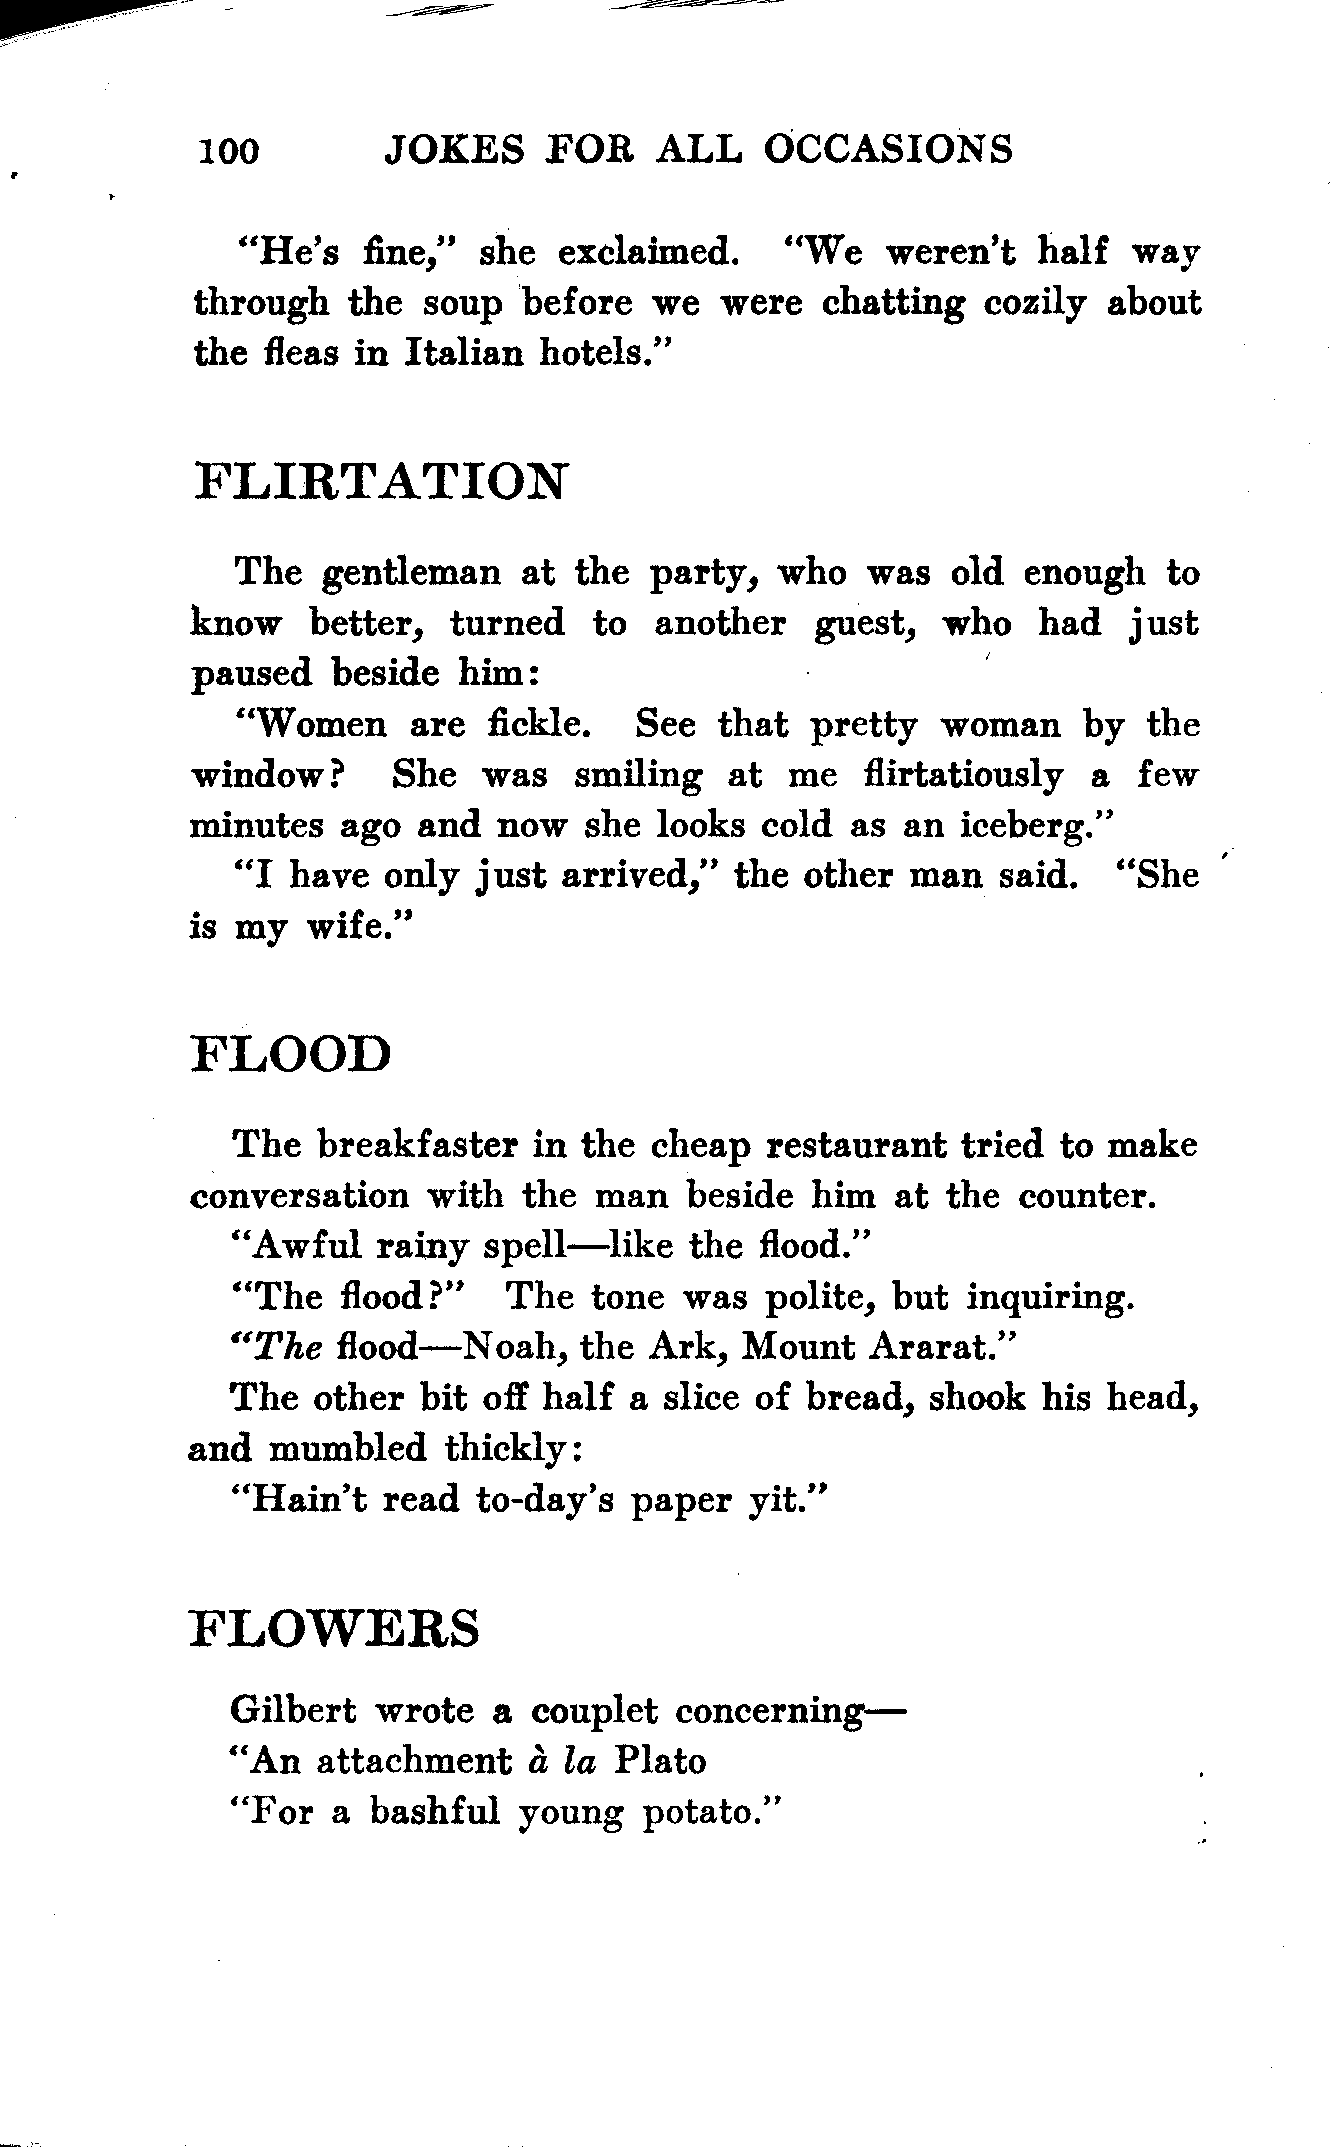 100 JOKES FOR ALL OCCASIONS
"He's fine," she exclaimed. "We weren't half way
through the soup before we were chatting cozily about
the fleas in Italian hotels."
FLIRTATION
The gentleman at the party, who was old enough to
know better, turned to another guest, who had just
paused beside him:
"Women are fickle. See that pretty woman by the
window? She was smiling at me flirtatiously a few
minutes ago and now she looks cold as an iceberg."
"I have only just arrived," the other man said. "She
is my wife."
FLOOD
The breakfaster in the cheap restaurant tried to make
conversation with the man beside him at the counter.
"Awful rainy spell—like the flood."
"The flood?" The tone was polite, but inquiring.
"The flood—Noah, the Ark, Mount Ararat."
The other bit off half a slice of bread, shook his head,
and mumbled thickly:
"Hain't read to-day's paper yit."
FLOWERS
Gilbert wrote a couplet concerning—
"An attachment à la Plato
"For a bashful young potato."